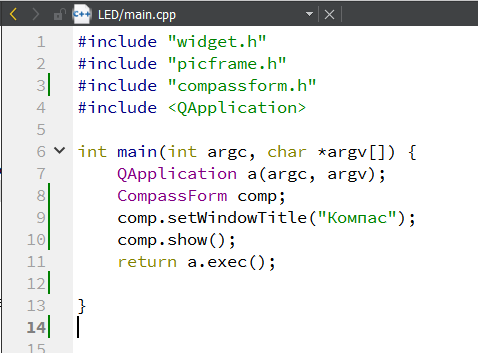 LED/main.cpp
1 #include "widget.h"
2 #include "picframe.h"
3 #include "compassform.h"
4 #include <QApplication>
5
6 int main(int argc, char *argv[]) {
7 QApplication a(argc, argv);
8 CompassForm comp;
9 comp.setWindowTitle("Компас");
10 comp.show();
11 return a.exec();
12
13 }
14
15